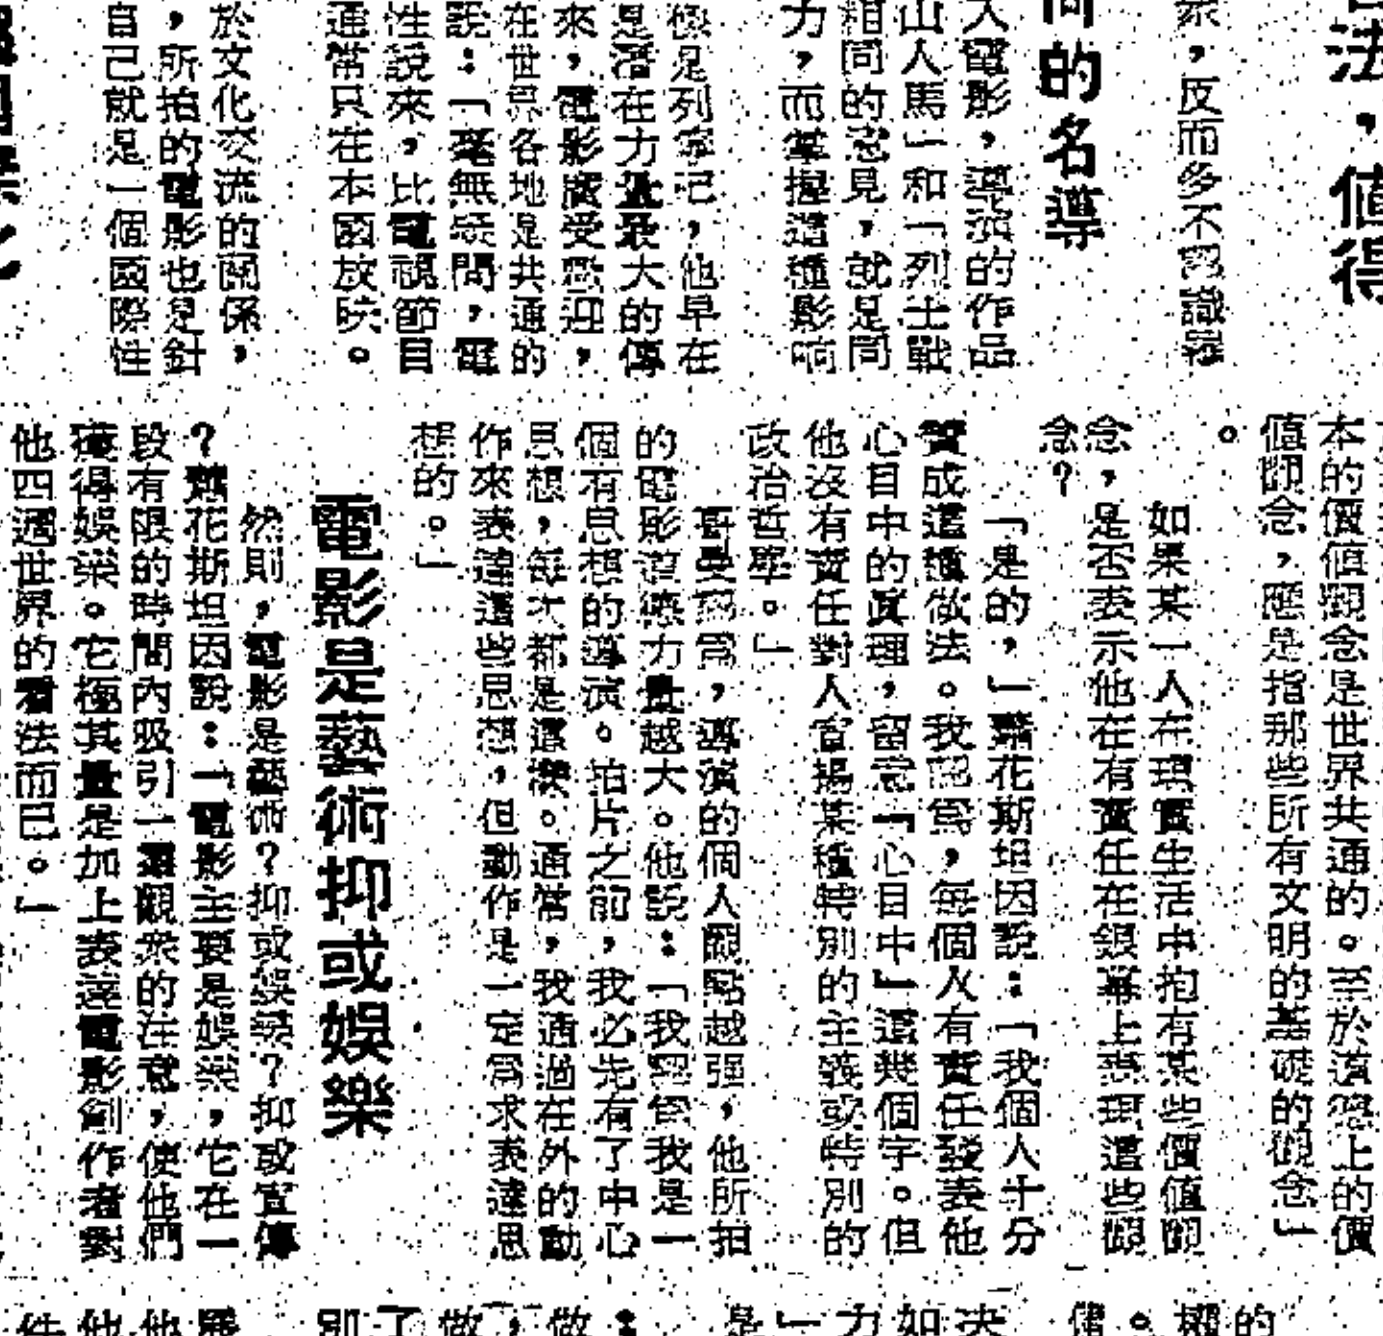 法，值得
家，反而多不認識器
同的名導
大電影，導演的作品
山人馬」和「烈士戰
相同的意見，就是同
力，而掌握這種影响
像是列寧吧，他早在
是潛在力量最大的傳
來，電影廣受歡迎，
在世界各地是共通的
說：「毫無疑問，電
性說來，比電視節目
通常只在本國放映。
於文化交流的關係，
，所拍的電影也是針
自己就是一個國際性
本的價值觀念是世界共通的。至於道德上的價
值觀念，應是指那些所有文明的基礎的觀念」
。
如果某一人在現實生活中抱有某些價值觀
念，是否表示他在有責任在銀幕上表現這些觀
念？
「是的，」桑花斯坦因說：「我個人十分
贊成這種做法。我認爲，每個人有責任發表他
心目中的眞理，留意「心目中」這幾個字。但
他沒有責任對人宣揚某種特別的主義或特別的
政治哲學。」
哥曼認爲，導演的個人觀點越强，他所拍
的電影道德力量越大。他說：「我認爲我是一
個有思想的導演。拍片之前，我必先有了中心
思想，每次都是這樣。通常，我通過在外的動
作來表達這些思想，但動作是一定爲求表達思
想的。」
電影是藝術抑或娛樂
然則，電影是藝術？抑或娛樂？抑或宣傳
？桑花斯坦因說：「電影主要是娛樂，它在一
段有限的時間內吸引一羣觀衆的注意，使他們
獲得娛樂。它極其量是加上表達電影創作者對
他四週世界的看法而已。」